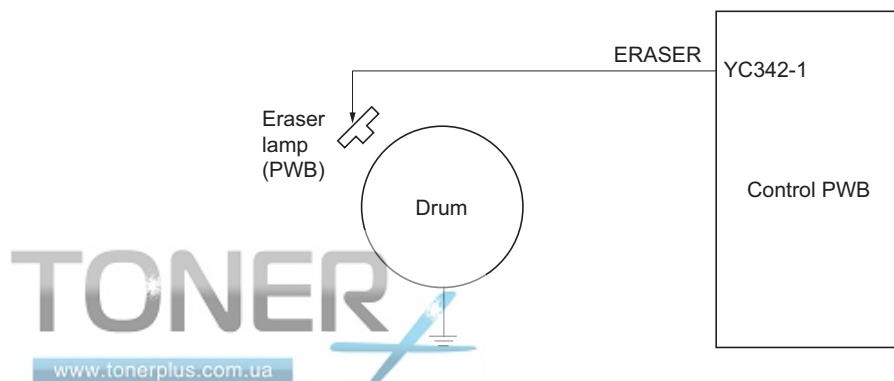 ERASER
YC342-1
Eraser
lamp
(PWB)
Drum
Control PWB
TONER
www.tonerplus.com.ua